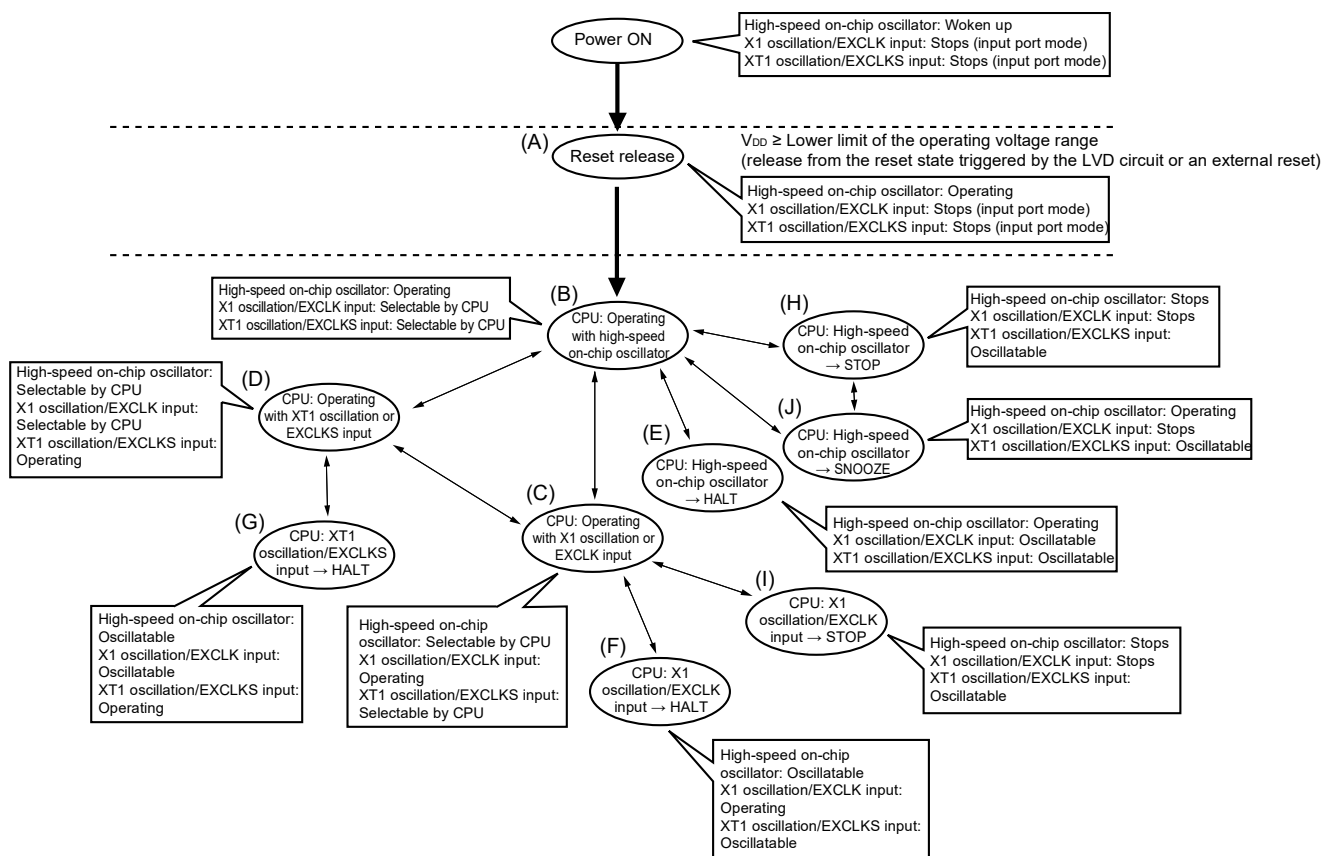 Power ON
High-speed on-chip oscillator: Woken up
X1 oscillation/EXCLK input: Stops (input port mode)
XT1 oscillation/EXCLKS input: Stops (input port mode)
(A)
Reset release
VDD ≥ Lower limit of the operating voltage range
(release from the reset state triggered by the LVD circuit or an external reset)
High-speed on-chip oscillator: Operating
X1 oscillation/EXCLK input: Stops (input port mode)
XT1 oscillation/EXCLKS input: Stops (input port mode)
High-speed on-chip oscillator: Operating
X1 oscillation/EXCLK input: Selectable by CPU
XT1 oscillation/EXCLKS input: Selectable by CPU
(B)
CPU: Operating
with high-speed
on-chip oscillator
(H)
CPU: High-speed
on-chip oscillator
→ STOP
High-speed on-chip oscillator: Stops
X1 oscillation/EXCLK input: Stops
XT1 oscillation/EXCLKS input:
Oscillatable
High-speed on-chip oscillator:
Selectable by CPU
X1 oscillation/EXCLK input:
Selectable by CPU
XT1 oscillation/EXCLKS input:
Operating
(D)
CPU: Operating
with XT1 oscillation or
EXCLKS input
(J)
CPU: High-speed
on-chip oscillator
→ SNOOZE
High-speed on-chip oscillator: Operating
X1 oscillation/EXCLK input: Stops
XT1 oscillation/EXCLKS input: Oscillatable
(E)
CPU: High-speed
on-chip oscillator
→ HALT
High-speed on-chip oscillator: Operating
X1 oscillation/EXCLK input: Oscillatable
XT1 oscillation/EXCLKS input: Oscillatable
(G)
CPU: XT1
oscillation/EXCLKS
input → HALT
(C)
CPU: Operating
with X1 oscillation or
EXCLK input
(I)
CPU: X1
oscillation/EXCLK
input → STOP
High-speed on-chip oscillator:
Oscillatable
X1 oscillation/EXCLK input:
Oscillatable
XT1 oscillation/EXCLKS input:
Operating
High-speed on-chip
oscillator: Selectable by CPU
X1 oscillation/EXCLK input:
Operating
XT1 oscillation/EXCLKS input:
Selectable by CPU
(F)
CPU: X1
oscillation/EXCLK
input → HALT
High-speed on-chip oscillator: Stops
X1 oscillation/EXCLK input: Stops
XT1 oscillation/EXCLKS input:
Oscillatable
High-speed on-chip
oscillator: Oscillatable
X1 oscillation/EXCLK input:
Operating
XT1 oscillation/EXCLKS input:
Oscillatable